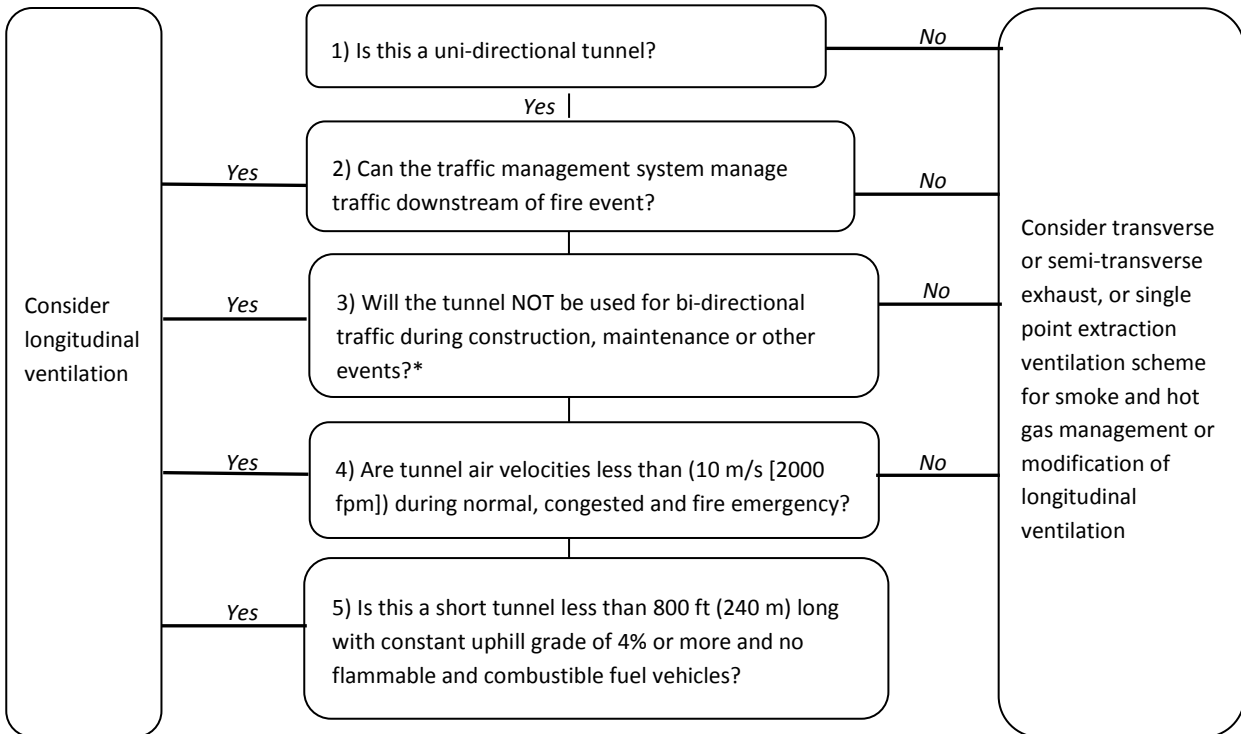 1) Is this a uni-directional tunnel?
No
Yes
2) Can the traffic management system manage
traffic downstream of fire event?
Yes
No
3) Will the tunnel NOT be used for bi-directional
traffic during construction, maintenance or other
events?*
Yes
No
4) Are tunnel air velocities less than (10 m/s [2000
fpm]) during normal, congested and fire emergency?
Yes
No
5) Is this a short tunnel less than 800 ft (240 m) long
with constant uphill grade of 4% or more and no
flammable and combustible fuel vehicles?
Yes
Consider
longitudinal
ventilation
Consider transverse
or semi-transverse
exhaust, or single
point extraction
ventilation scheme
for smoke and hot
gas management or
modification of
longitudinal
ventilation